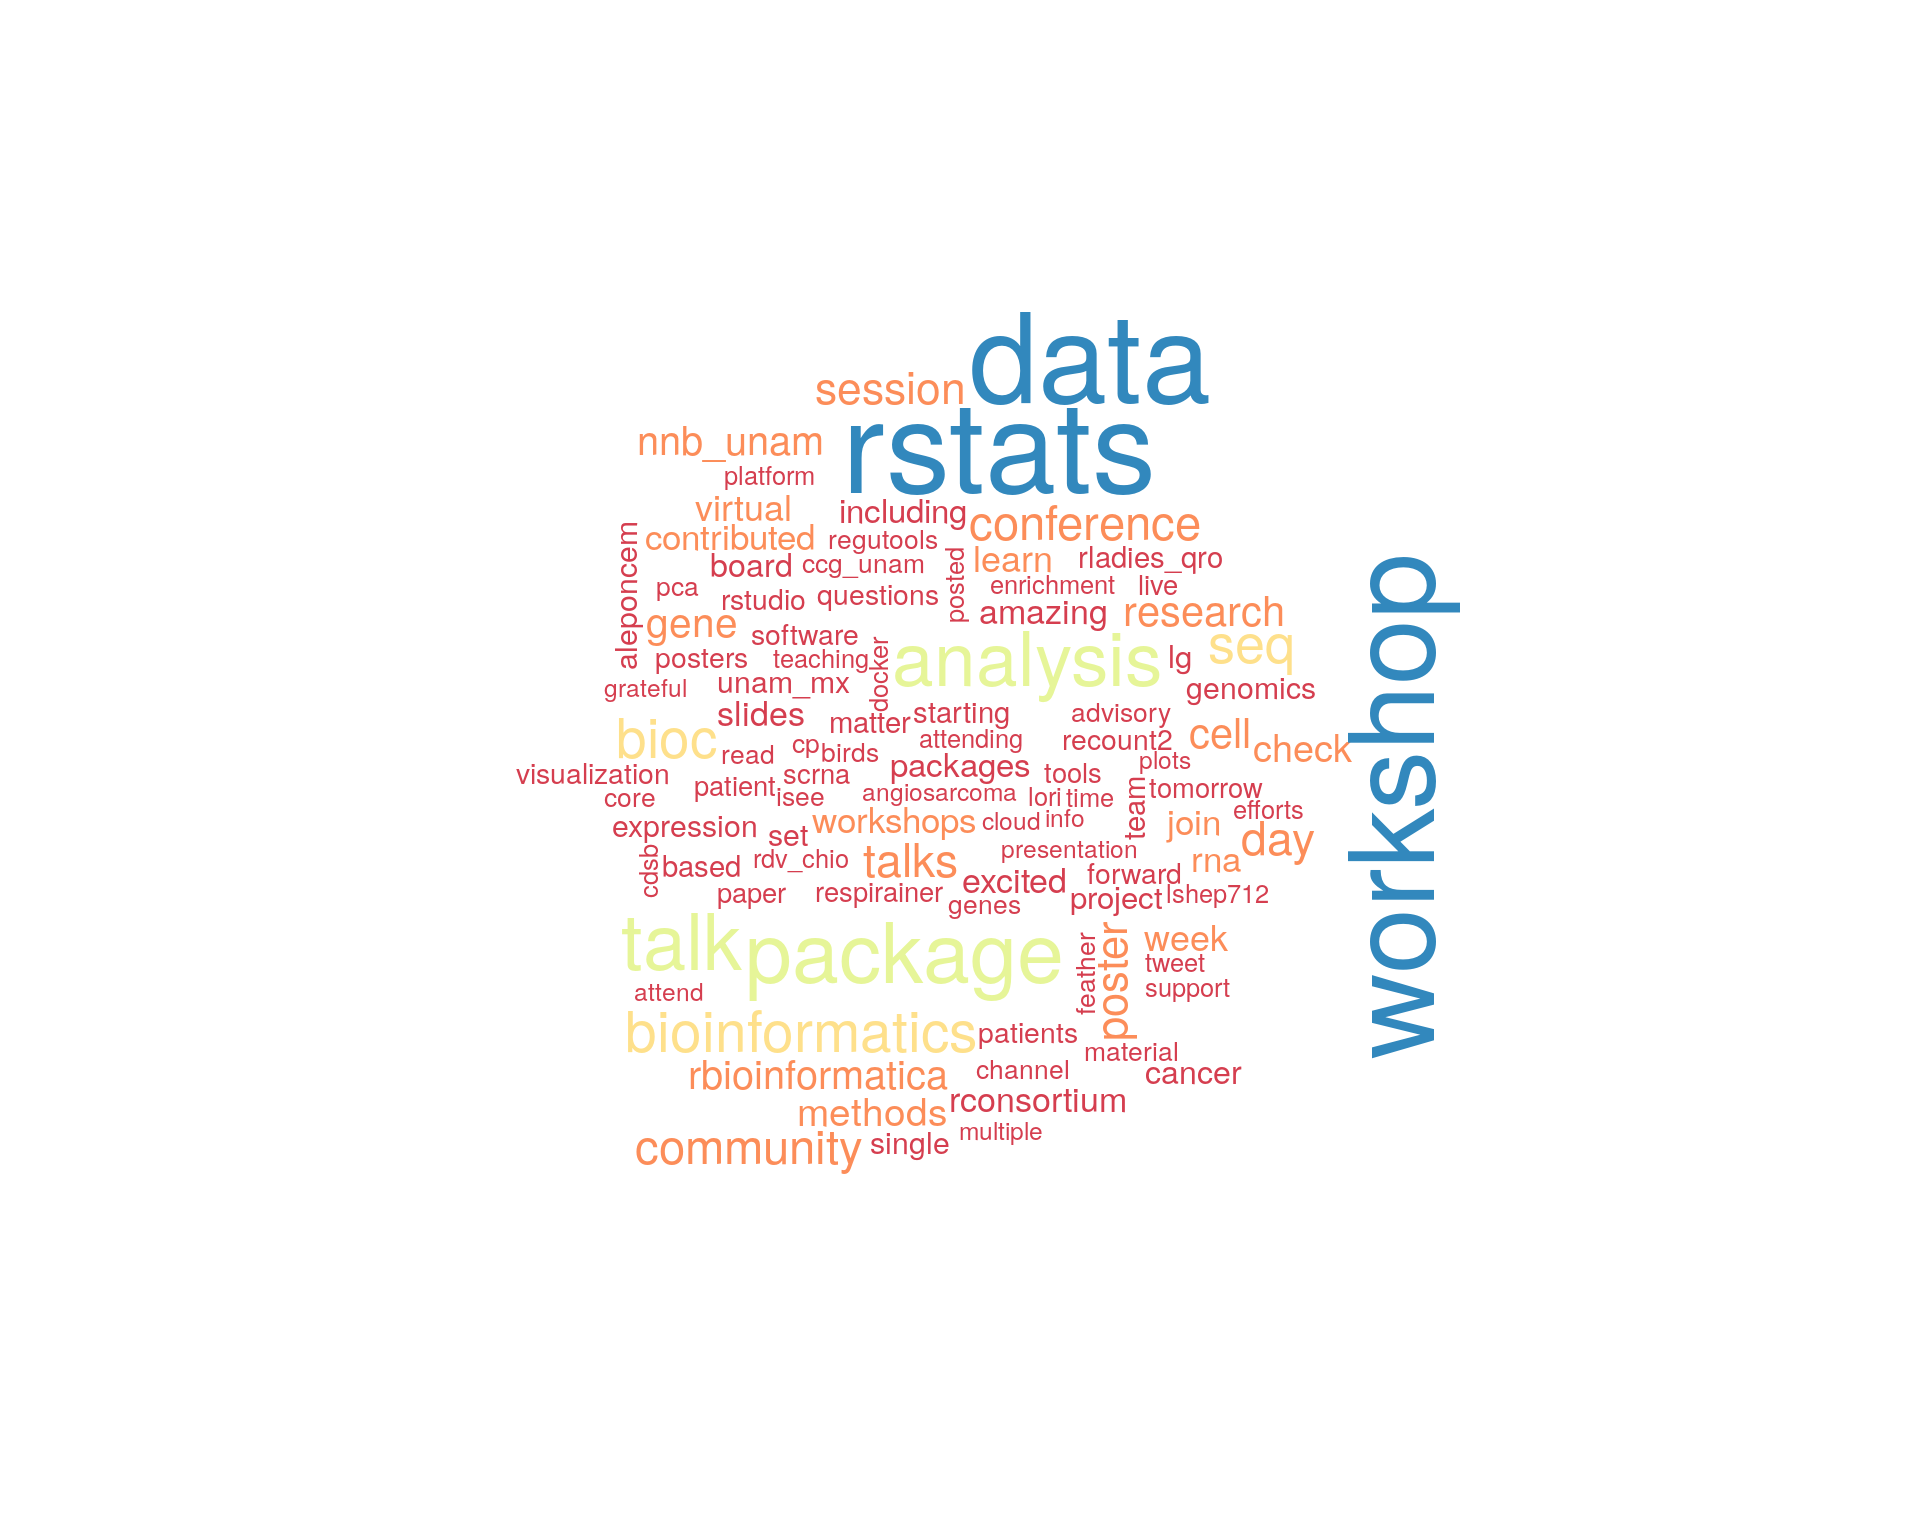 data
session
rstats
nnb_unam
platform
virtual
including
conference
contributed
regutools
learn
rladies_qro
board
ccg_unam
posted
enrichment
live
aleponcem
pca
rstudio
questions
amazing
research
gene
software
seq
posters
teaching
docker
analysis
lg
grateful
unam_mx
genomics
slides
matter
starting
advisory
workshop
bioc
read
cp
birds
attending
recount2
cell
check
visualization
scrna
packages
tools
plots
core
patient
isee
angiosarcoma
lori
time
team
tomorrow
efforts
expression
set
workshops
cloud
info
join
day
cdsb
based
rdv_chio
talks
presentation
rna
paper
respirainer
excited
forward
genes
project
lshep712
talk
package
feather
poster
week
tweet
attend
support
bioinformatics
patients
material
rbioinformatica
channel
cancer
methods
rconsortium
community
single
multiple